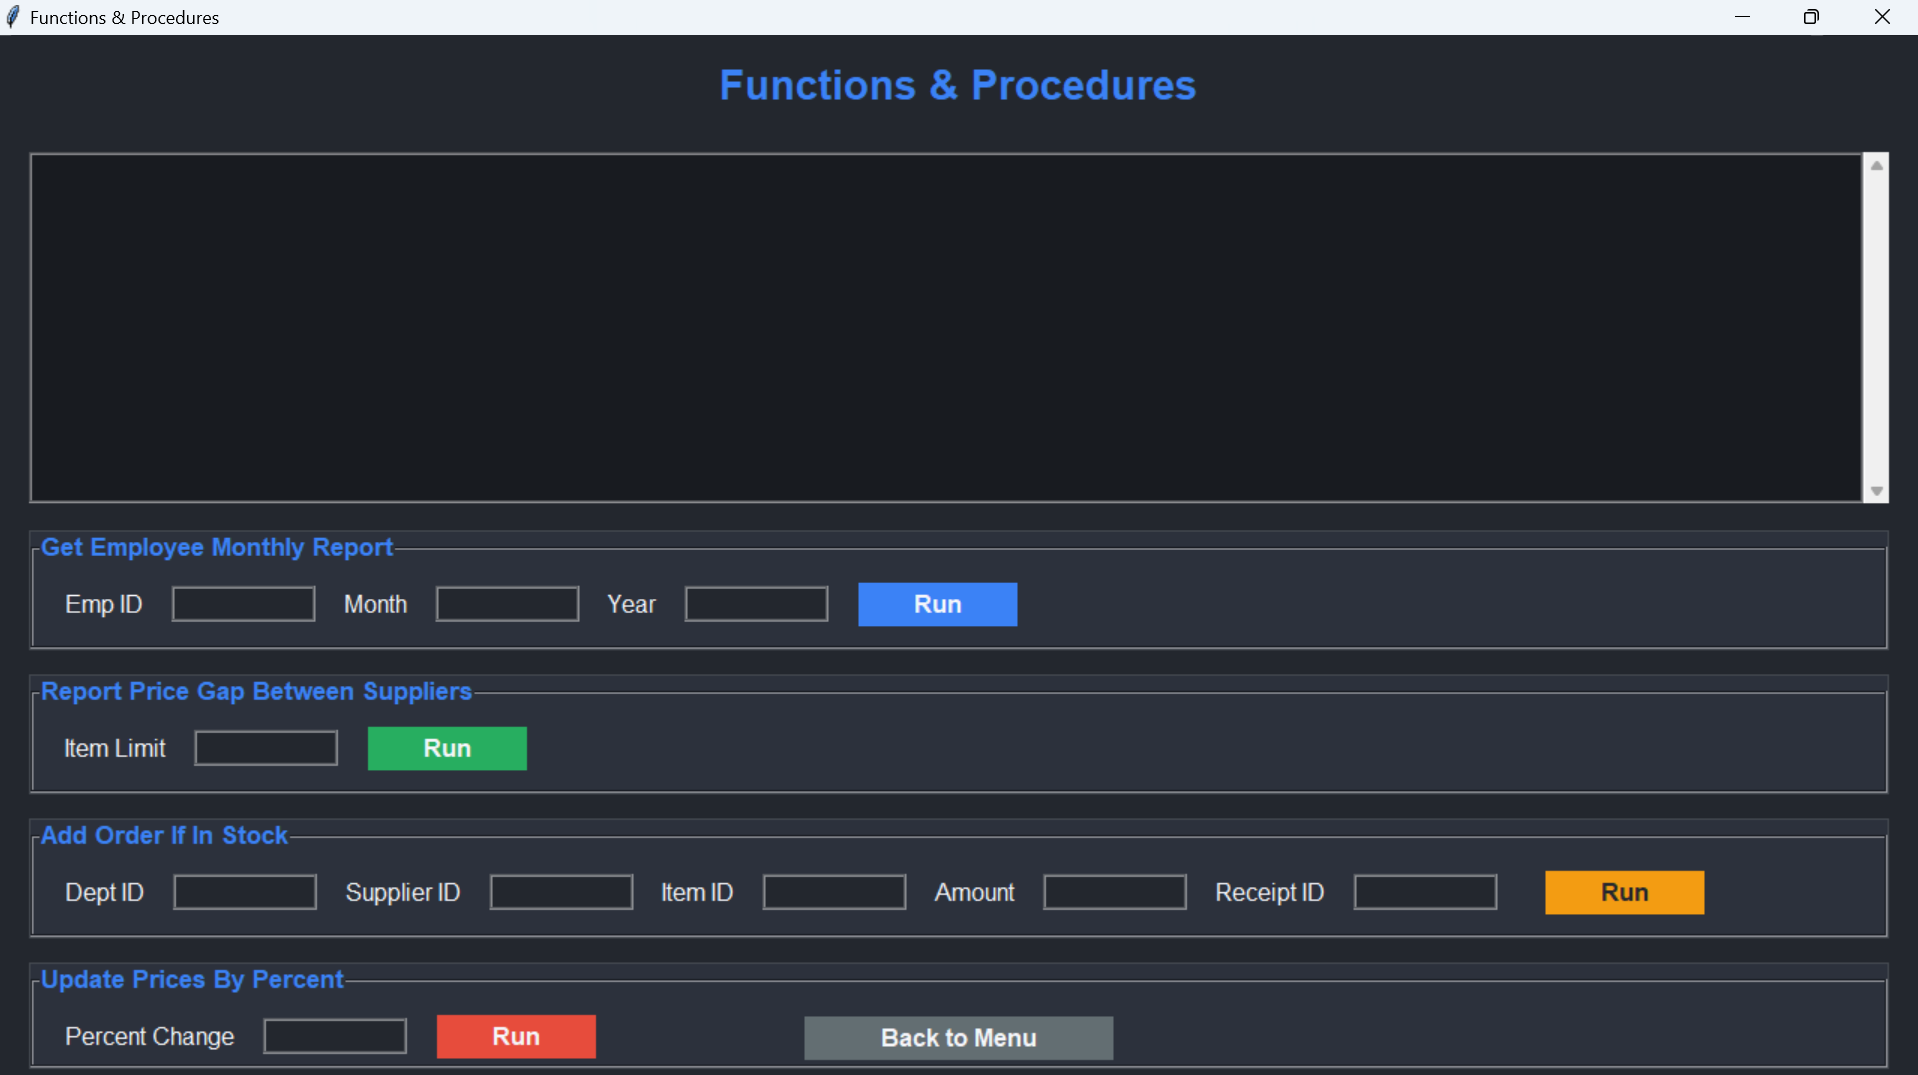 Functions & Procedures
Functions & Procedures
Get Employee Monthly Report
Emp ID Month Year Run
Report Price Gap Between Suppliers
Item Limit Run
Add Order If In Stock
Dept ID Supplier ID Item ID Amount Receipt ID Run
Update Prices By Percent
Percent Change Run Back to Menu